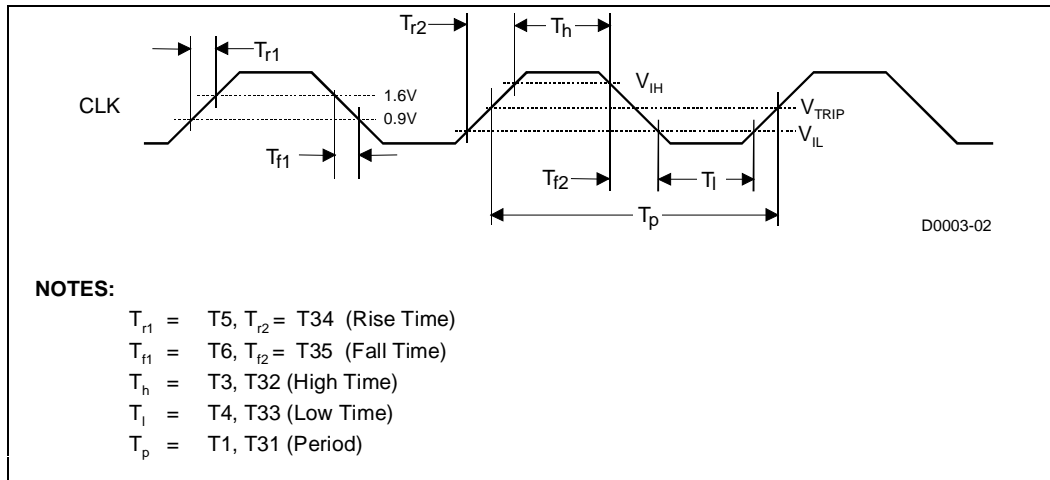 Tr2
Th
Tr1
VIH
CLK
1.6V
VTRIP
0.9V
VIL
Tf1
Tf2
Tl
Tp
D0003-02
NOTES:
Tr1 = T5, Tr2 = T34 (Rise Time)
Tf1 = T6, Tf2 = T35 (Fall Time)
Th = T3, T32 (High Time)
Tl = T4, T33 (Low Time)
Tp = T1, T31 (Period)